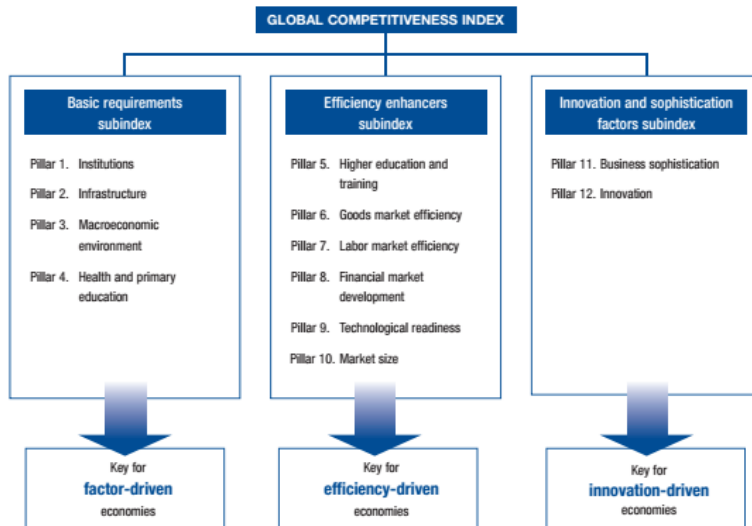 GLOBAL COMPETITIVENESS INDEX
Basic requirements
subindex
Pillar 1. Institutions
Pillar 2. Infrastructure
Pillar 3. Macroeconomic
environment
Pillar 4. Health and primary
education
Key for
factor-driven
economies
Efficiency enhancers
subindex
Pillar 5. Higher education and
training
Pillar 6. Goods market efficiency
Pillar 7. Labor market efficiency
Pillar 8. Financial market
development
Pillar 9. Technological readiness
Pillar 10. Market size
Key for
efficiency-driven
economies
Innovation and sophistication
factors subindex
Pillar 11. Business sophistication
Pillar 12. Innovation
Key for
innovation-driven
economies